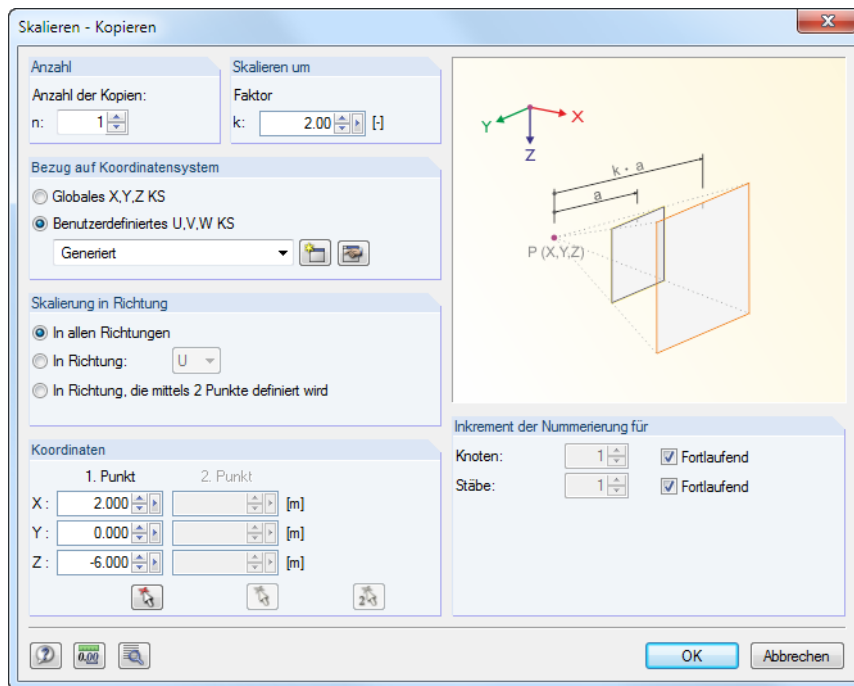 Skalieren - Kopieren
Anzahl
Anzahl der Kopien:
n: 1
Skalieren um
Faktor
k: 2.00 [-]
Bezug auf Koordinatensystem
Globales X,Y,Z KS
Benutzerdefiniertes U,V,W KS
Generiert
Skalierung in Richtung
In allen Richtungen
In Richtung: U
In Richtung, die mittels 2 Punkte definiert wird
Koordinaten
1. Punkt 2. Punkt
X : 2.000 [m]
Y : 0.000 [m]
Z : -6.000 [m]
2
X
Y
Z
k · a
a
P (X,Y,Z)
Inkrement der Nummerierung für
Knoten: 1 Fortlaufend
Stäbe: 1 Fortlaufend
0.00
OK Abbrechen